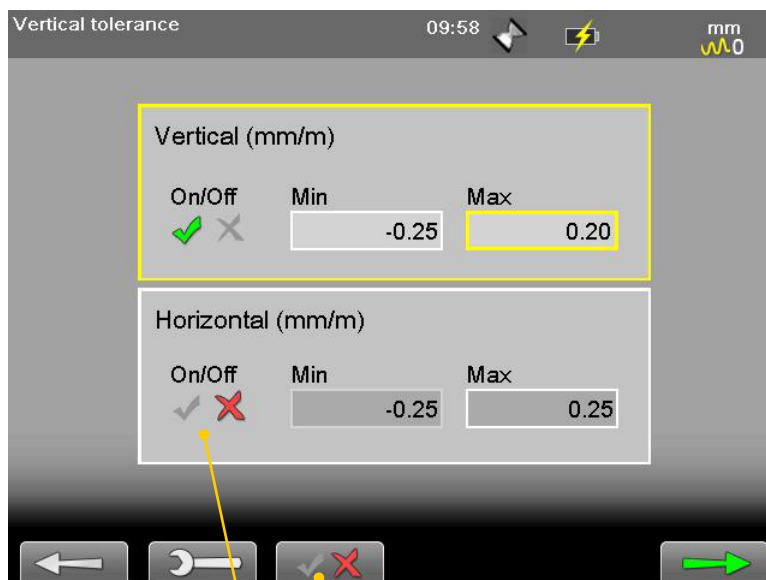 Vertical tolerance 09:58 mm
0
Vertical (mm/m)
On/Off Min Max
-0.25 0.20
Horizontal (mm/m)
On/Off Min Max
-0.25 0.25